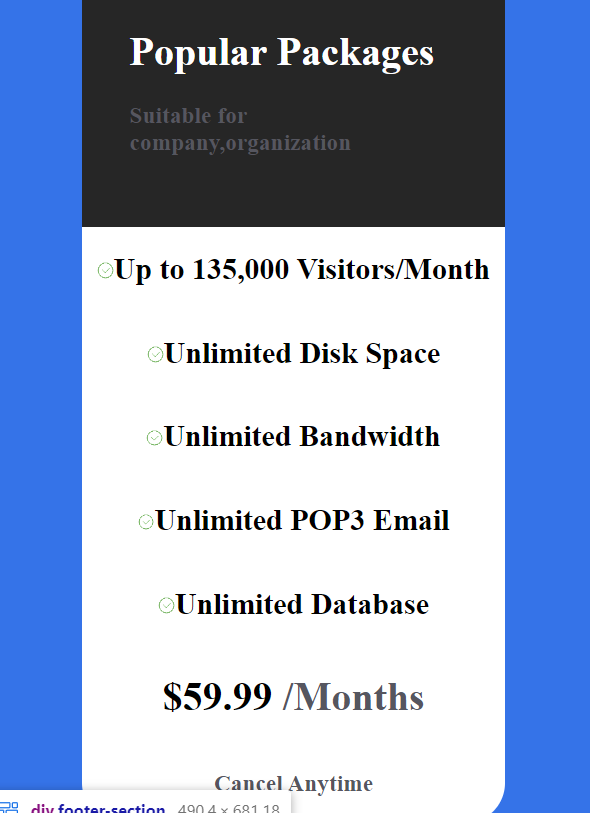 Popular Packages
Suitable for
company,organization
Up to 135,000 Visitors/Month
Unlimited Disk Space
Unlimited Bandwidth
Unlimited POP3 Email
Unlimited Database
$59.99 /Months
Cancel Anytime
div.footer-section 490.4 × 681.18